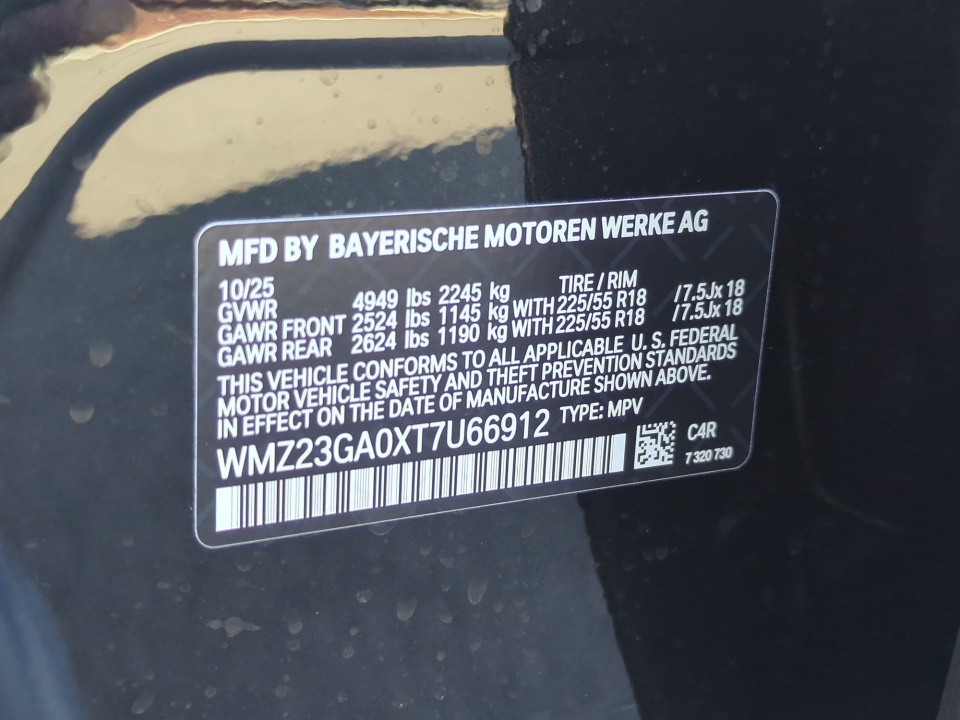 MFD BY BAYERISCHE MOTOREN WERKE AG
10/25 TIRE / RIM
GVWR 4949 lbs 2245 kg
GAWR FRONT 2524 lbs 1145 kg WITH 225/55 R18 /7.5Jx 18
GAWR REAR 2624 lbs 1190 kg WITH 225/55 R18 /7.5Jx 18
THIS VEHICLE CONFORMS TO ALL APPLICABLE U. S. FEDERAL
MOTOR VEHICLE SAFETY AND THEFT PREVENTION STANDARDS
IN EFFECT ON THE DATE OF MANUFACTURE SHOWN ABOVE.
WMZ23GA0XT7U66912 TYPE: MPV
C4R
7 320 730